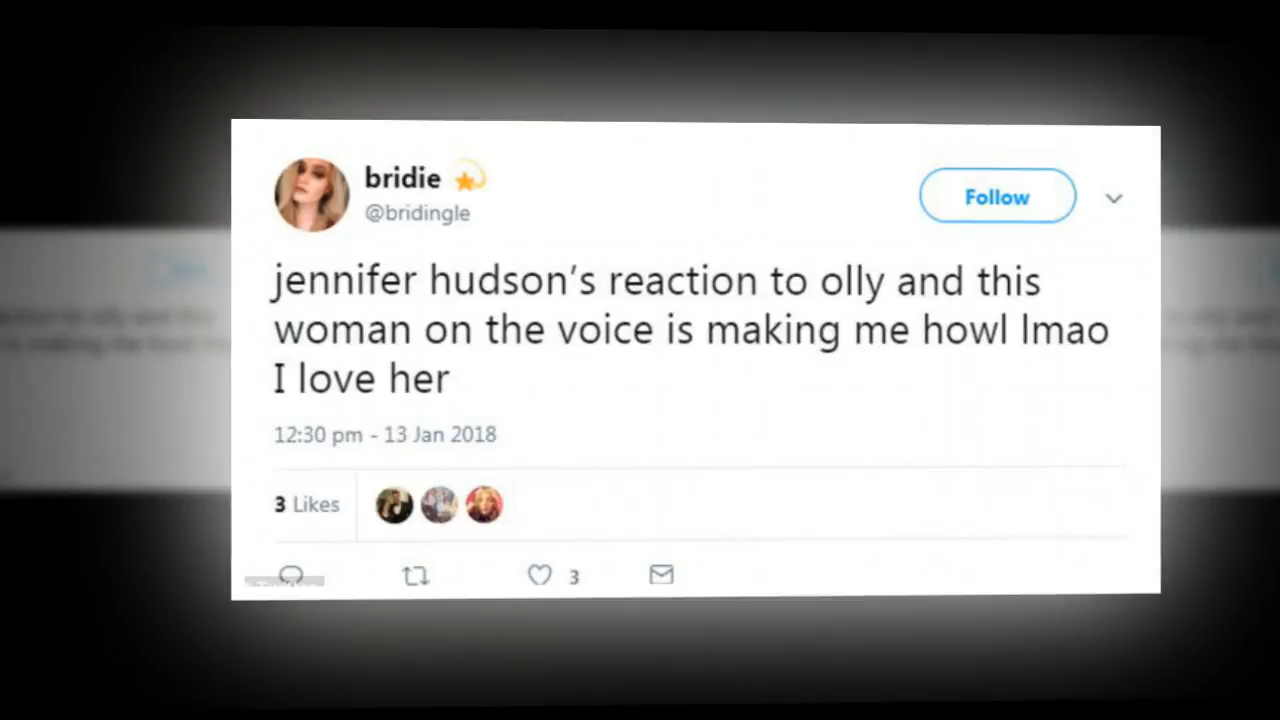 bridie 💫
@bridingle
Follow
jennifer hudson's reaction to olly and this
woman on the voice is making me howl lmao
I love her
12:30 pm - 13 Jan 2018
3 Likes
3